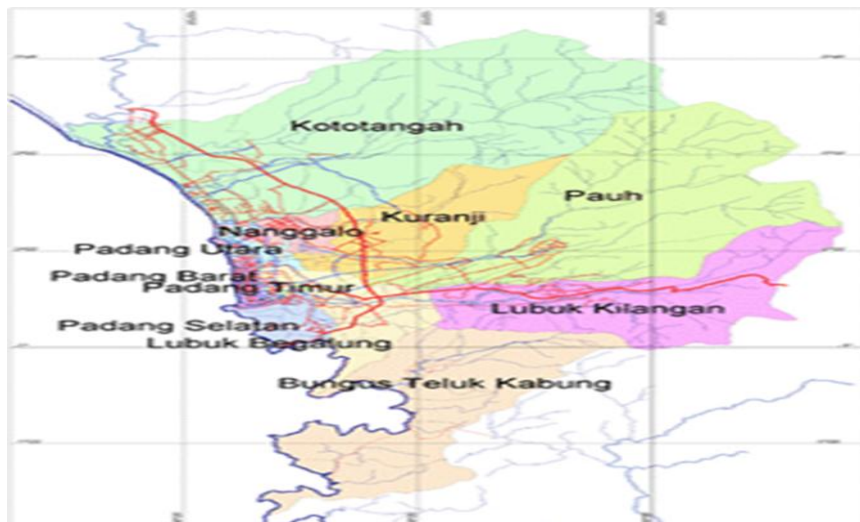 Kototangah
Pauh
Kuranji
Nanggalo
Padang Utara
Padang Barat
Padang Timur
Lubuk Kilangan
Padang Selatan
Lubuk Begalung
Bungus Teluk Kabung